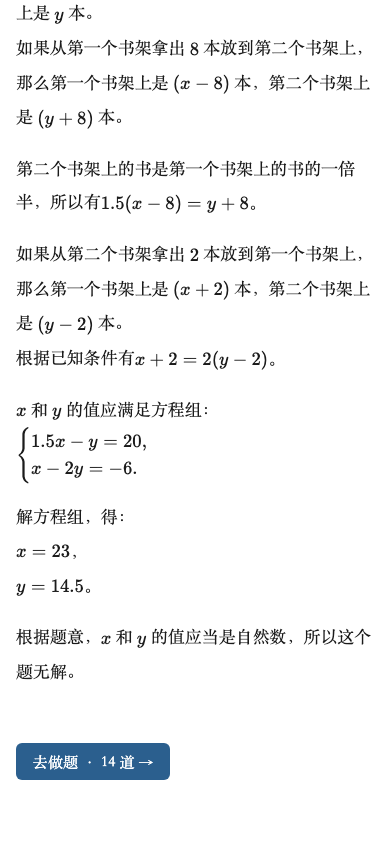 上是 y 本。
如果从第一个书架拿出 8 本放到第二个书架上，
那么第一个书架上是 (x − 8) 本，第二个书架上
是 (y + 8) 本。
第二个书架上的书是第一个书架上的书的一倍
半，所以有1.5(x − 8) = y + 8。
如果从第二个书架拿出 2 本放到第一个书架上，
那么第一个书架上是 (x + 2) 本，第二个书架上
是 (y − 2) 本。
根据已知条件有x + 2 = 2(y − 2)。
x 和 y 的值应满足方程组：
1.5x − y = 20,
x − 2y = −6.
解方程组，得：
x = 23，
y = 14.5。
根据题意，x 和 y 的值应当是自然数，所以这个
题无解。
去做题 · 14 道 →